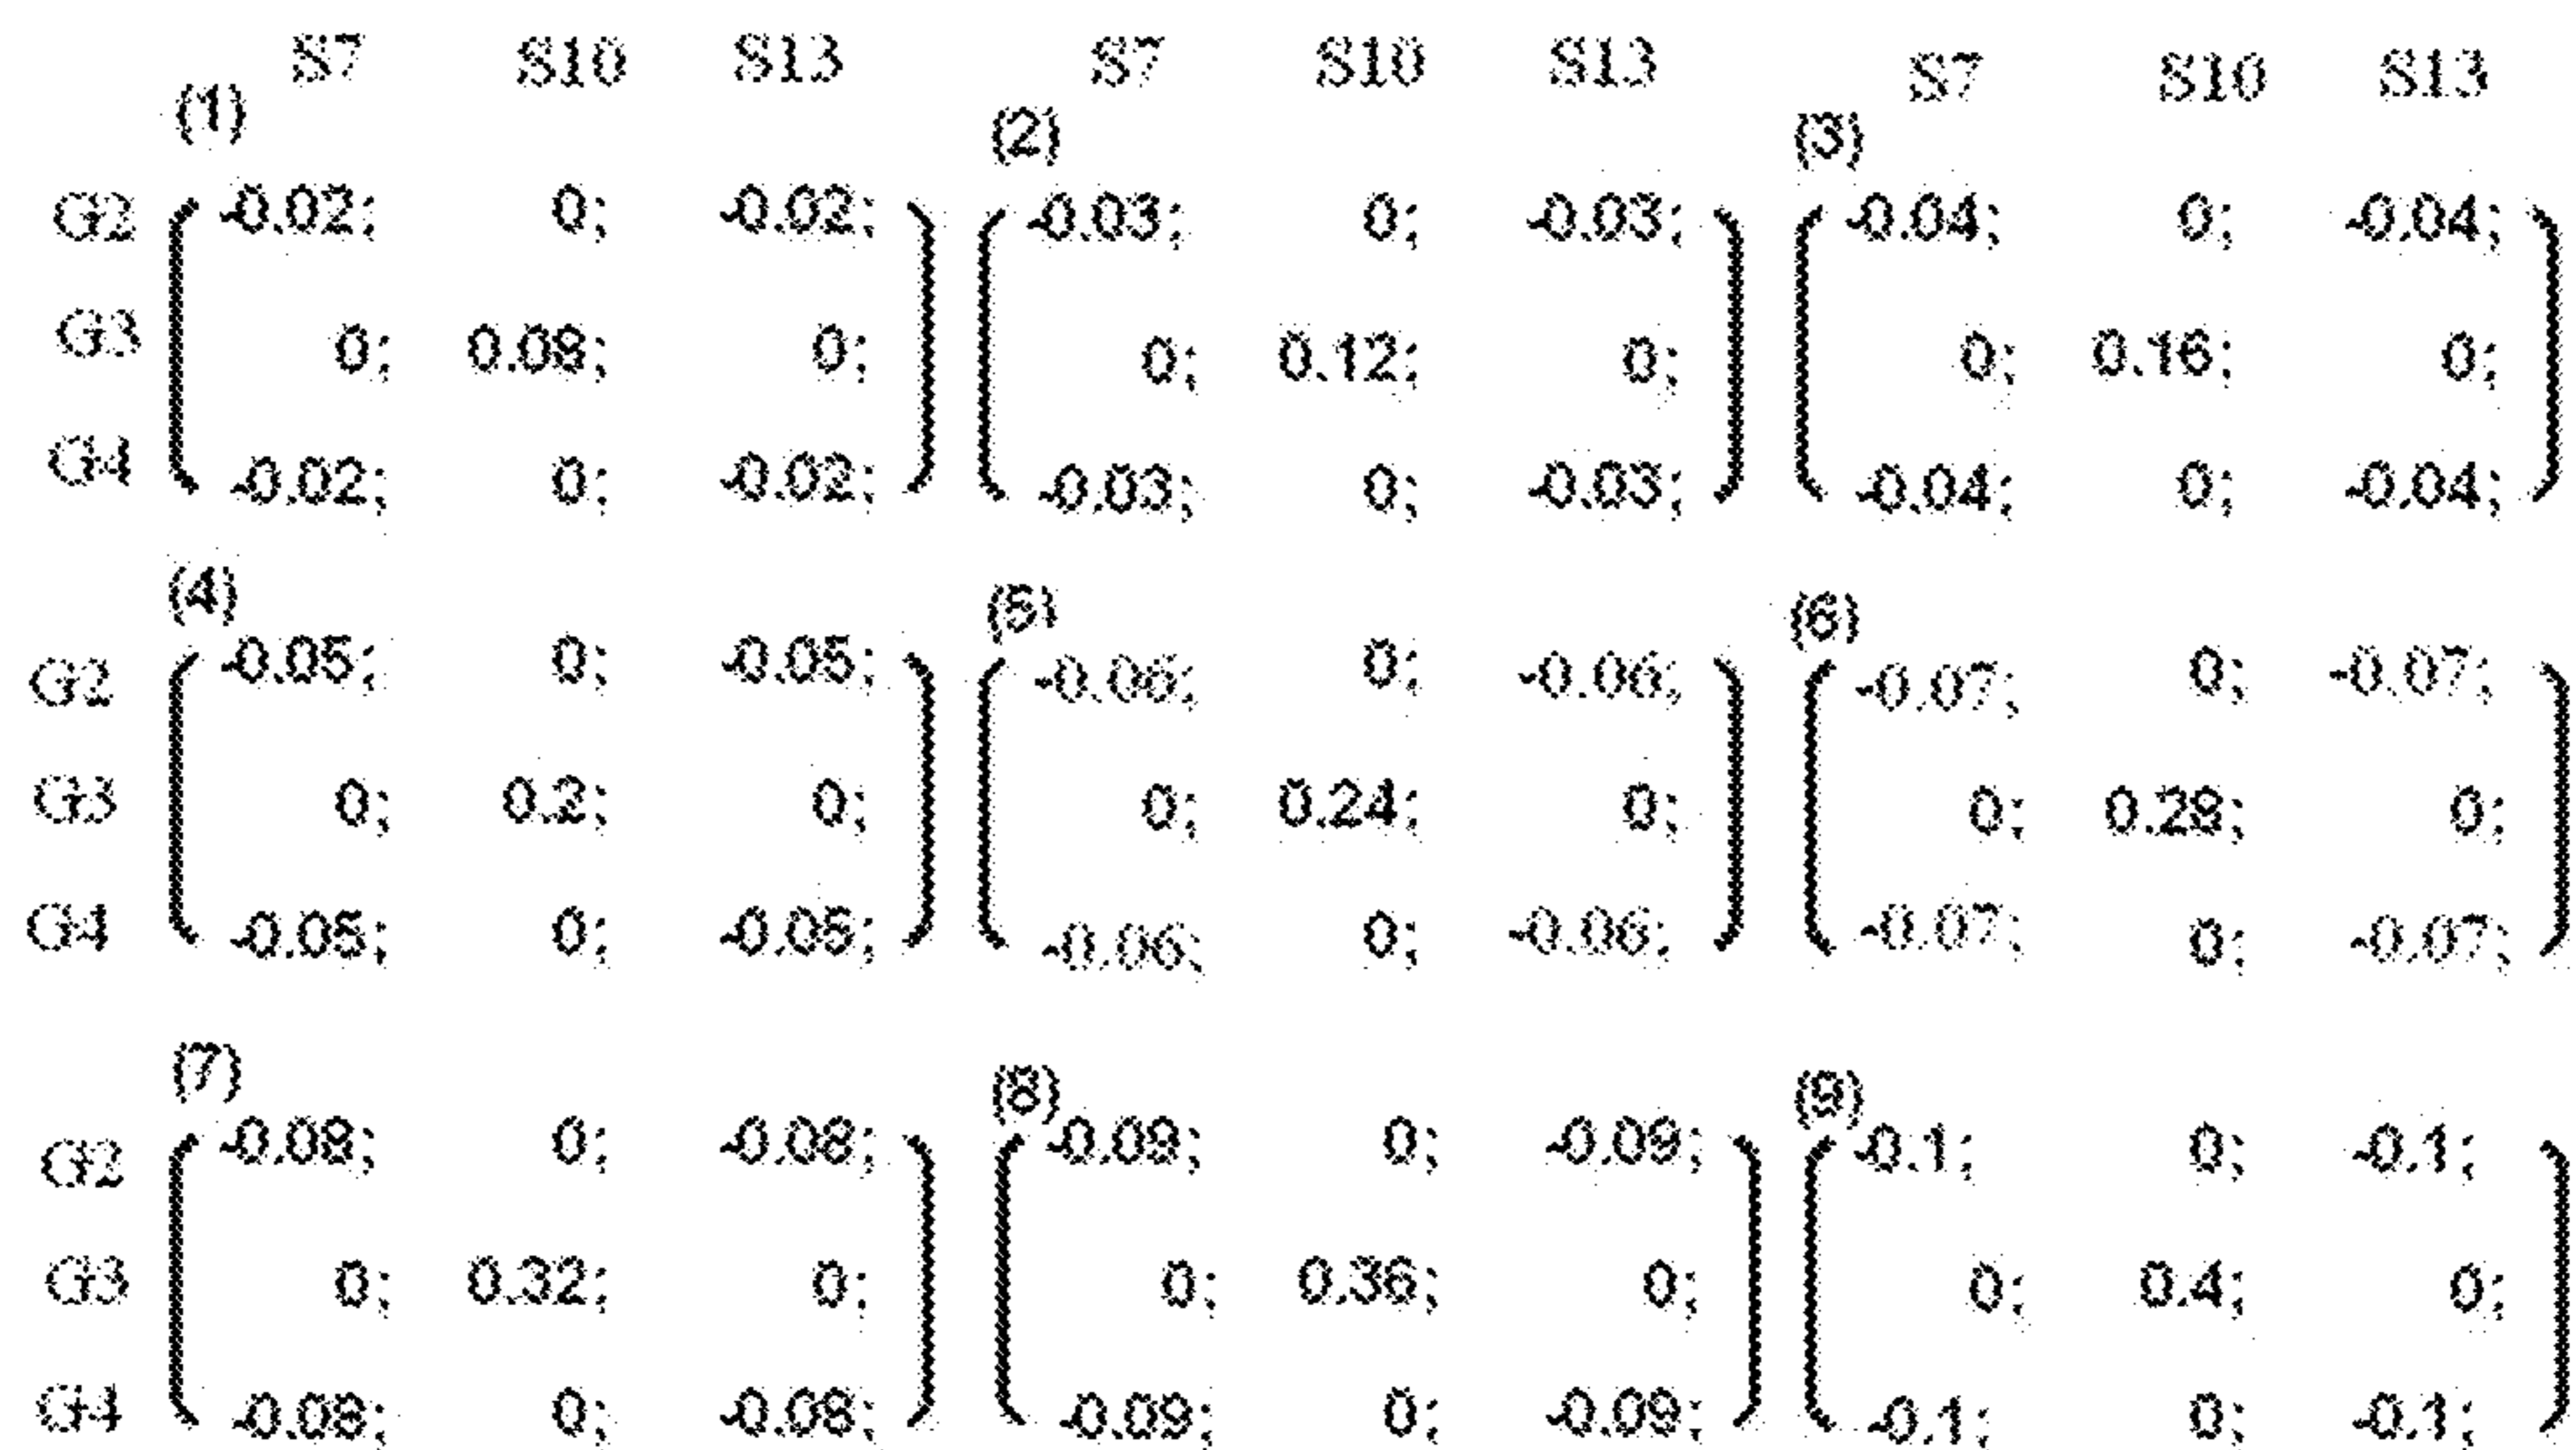 S7 S10 S13 S7 S10 S13 S7 S10 S13
(1) (2) (3)
G2 -0.02; 0; -0.02; -0.03; 0; -0.03; -0.04; 0; -0.04;
G3 0; 0.08; 0; 0; 0.12; 0; 0; 0.16; 0;
G4 -0.02; 0; -0.02; -0.03; 0; -0.03; -0.04; 0; -0.04;
(4) (5) (6)
G2 -0.05; 0; -0.05; -0.06; 0; -0.06; -0.07; 0; -0.07;
G3 0; 0.2; 0; 0; 0.24; 0; 0; 0.28; 0;
G4 -0.05; 0; -0.05; -0.06; 0; -0.06; -0.07; 0; -0.07;
(7) (8) (9)
G2 -0.08; 0; -0.08; -0.09; 0; -0.09; -0.1; 0; -0.1;
G3 0; 0.32; 0; 0; 0.36; 0; 0; 0.4; 0;
G4 -0.08; 0; -0.08; -0.09; 0; -0.09; -0.1; 0; -0.1;